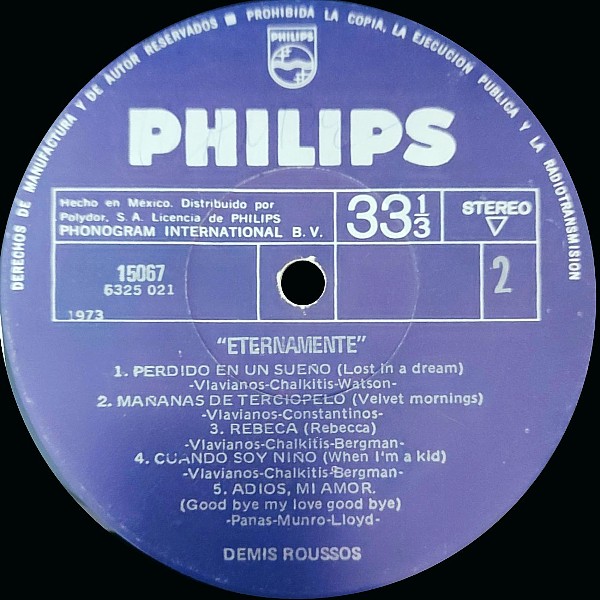 DERECHOS DE MANUFACTURA Y DE AUTOR RESERVADOS ■ PROHIBIDA LA COPIA, LA EJECUCION PUBLICA Y LA RADIOTRANSMISION
PHILIPS
PHILIPS
Hecho en México. Distribuido por
Polydor, S. A. Licencia de PHILIPS
PHONOGRAM INTERNATIONAL B. V.
33 1/3
STEREO
15067
6325 021
2
1973
"ETERNAMENTE"
1. PERDIDO EN UN SUEÑO (Lost in a dream)
-Vlavianos-Chalkitis-Watson-
2. MAÑANAS DE TERCIOPELO (Velvet mornings)
-Vlavianos-Constantinos-
3. REBECA (Rebecca)
-Vlavianos-Chalkitis-Bergman-
4. CUANDO SOY NIÑO (When I'm a kid)
-Vlavianos-Chalkitis-Bergman-
5. ADIOS, MI AMOR.
(Good bye my love good bye)
-Panas-Munro-Lloyd-
DEMIS ROUSSOS